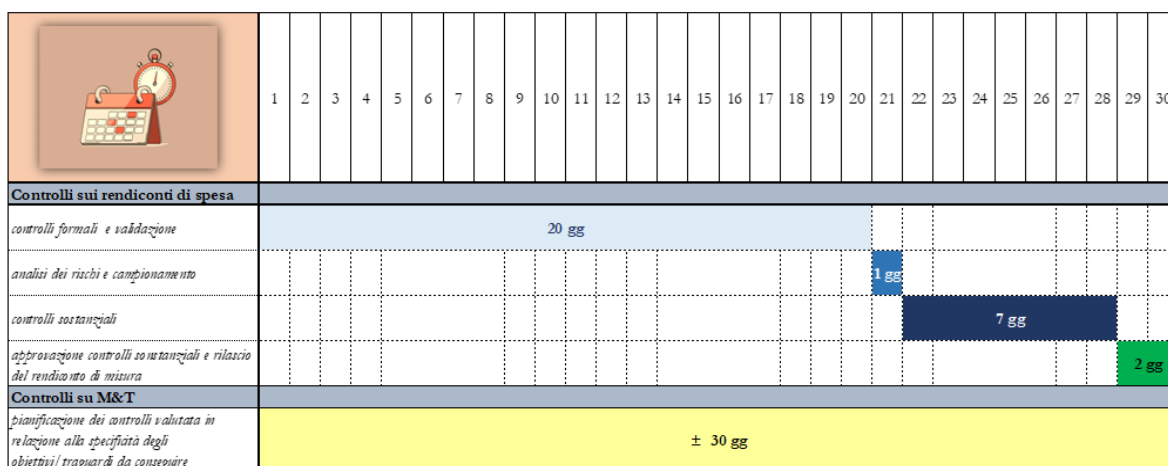 1 2 3 4 5 6 7 8 9 10 11 12 13 14 15 16 17 18 19 20 21 22 23 24 25 26 27 28 29 30
Controlli sui rendiconti di spesa
controlli formali e validazione
20 gg
analisi dei rischi e campionamento
1 gg
controlli sostanziali
7 gg
approvazione controlli sonstanziali e rilascio
del rendiconto di misura
2 gg
Controlli su M&T
pianificazione dei controlli valutata in
relazione alla specificità degli
obiettivi/traguardi da conseguire
± 30 gg